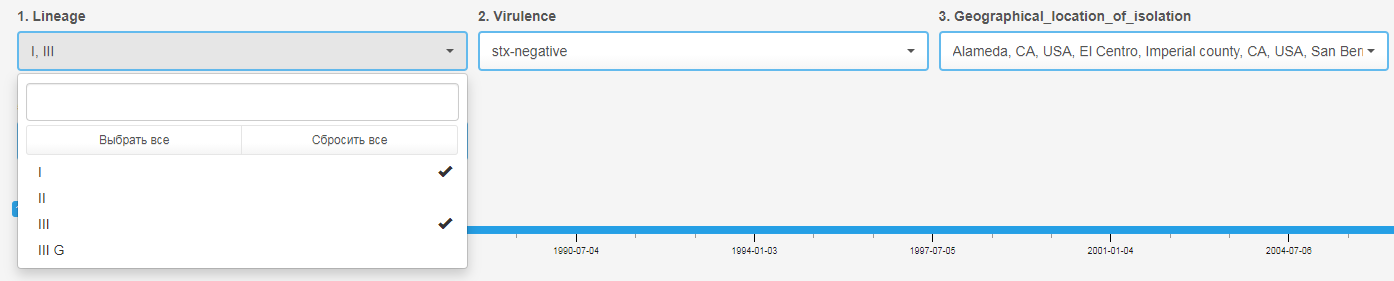 1. Lineage
2. Virulence
3. Geographical_location_of_isolation
I, III
stx-negative
Alameda, CA, USA, El Centro, Imperial county, CA, USA, San Ber
Выбрать все
Сбросить все
I
II
III
III G
1990-07-04
1994-01-03
1997-07-05
2001-01-04
2004-07-06